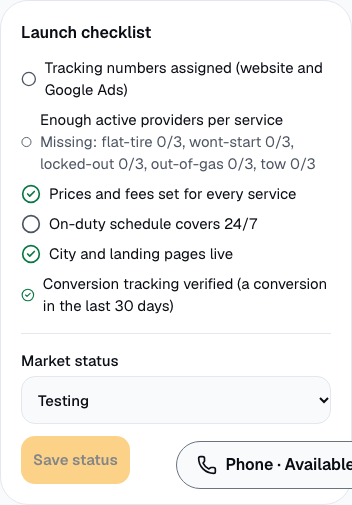 Launch checklist
Tracking numbers assigned (website and
Google Ads)
Enough active providers per service
Missing: flat-tire 0/3, wont-start 0/3,
locked-out 0/3, out-of-gas 0/3, tow 0/3
Prices and fees set for every service
On-duty schedule covers 24/7
City and landing pages live
Conversion tracking verified (a conversion
in the last 30 days)
Market status
Testing
Save status
Phone · Available